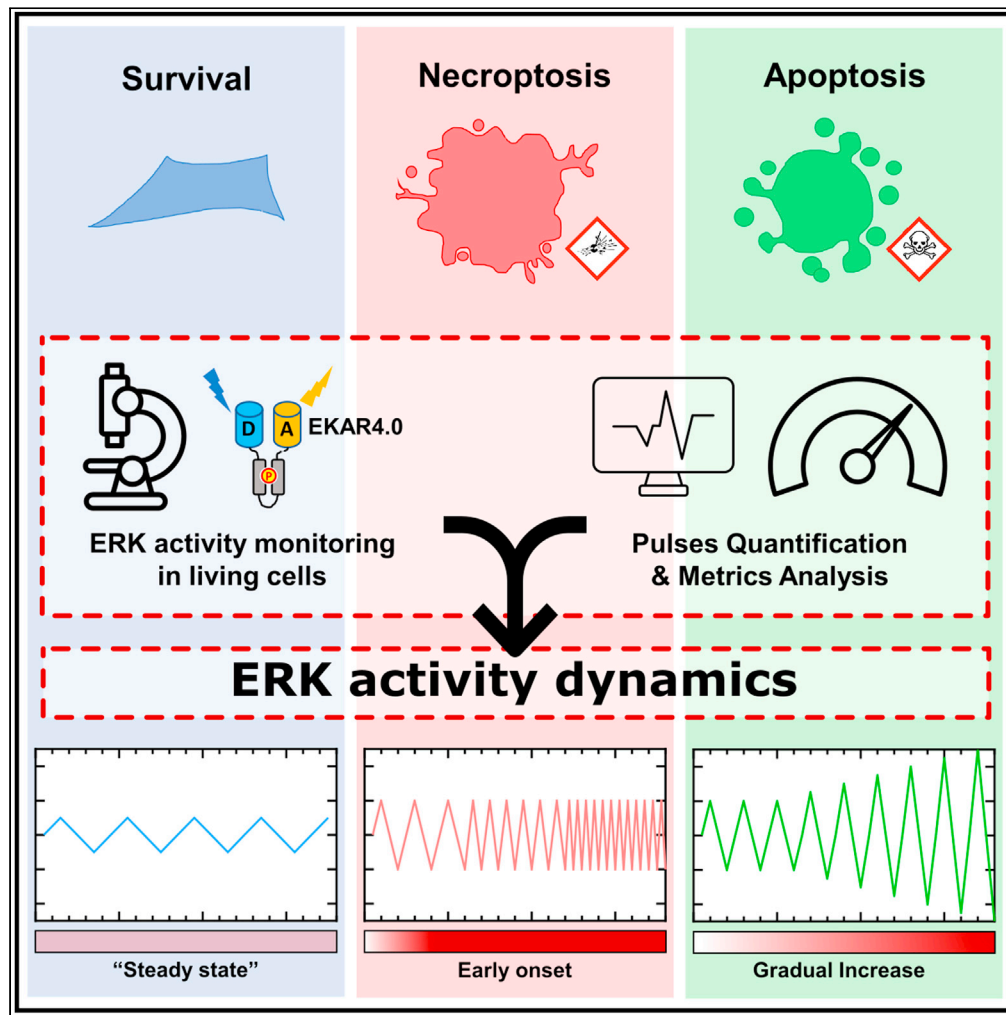 Survival
Necroptosis
Apoptosis
D
A
EKAR4.0
P
ERK activity monitoring
in living cells
Pulses Quantification
& Metrics Analysis
ERK activity dynamics
“Steady state”
Early onset
Gradual Increase